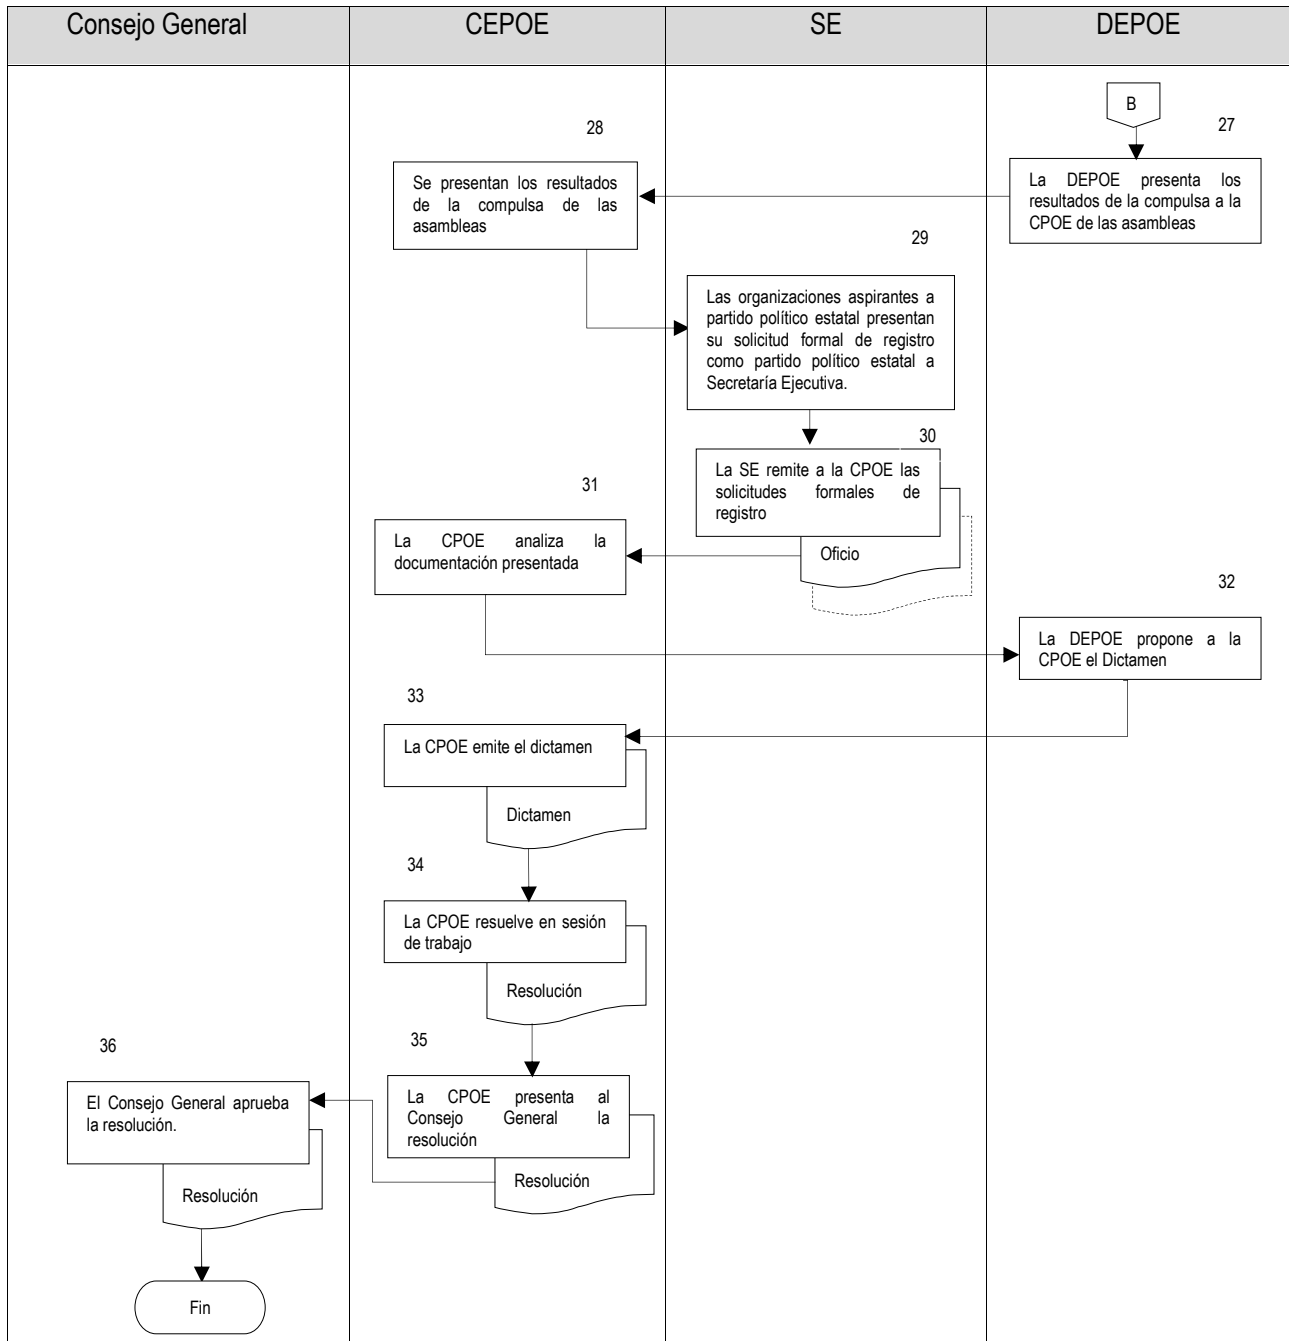 Consejo General
CEPOE
SE
DEPOE
B
27
La DEPOE presenta los
resultados de la compulsa a la
CPOE de las asambleas
28
Se presentan los resultados
de la compulsa de las
asambleas
29
Las organizaciones aspirantes a
partido político estatal presentan
su solicitud formal de registro
como partido político estatal a
Secretaría Ejecutiva.
30
La SE remite a la CPOE las
solicitudes formales de
registro
Oficio
31
La CPOE analiza la
documentación presentada
32
La DEPOE propone a la
CPOE el Dictamen
33
La CPOE emite el dictamen
Dictamen
34
La CPOE resuelve en sesión
de trabajo
Resolución
35
La CPOE presenta al
Consejo General la
resolución
Resolución
36
El Consejo General aprueba
la resolución.
Resolución
Fin